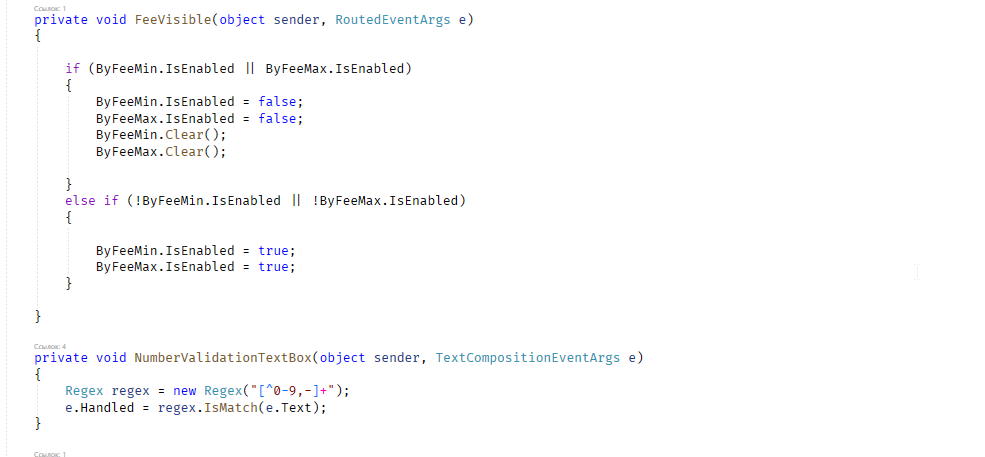 Ссылок: 1
private void FeeVisible(object sender, RoutedEventArgs e)
{
if (ByFeeMin.IsEnabled || ByFeeMax.IsEnabled)
{
ByFeeMin.IsEnabled = false;
ByFeeMax.IsEnabled = false;
ByFeeMin.Clear();
ByFeeMax.Clear();
}
else if (!ByFeeMin.IsEnabled || !ByFeeMax.IsEnabled)
{
ByFeeMin.IsEnabled = true;
ByFeeMax.IsEnabled = true;
}
}
Ссылок: 4
private void NumberValidationTextBox(object sender, TextCompositionEventArgs e)
{
Regex regex = new Regex("[^0-9,-]+");
e.Handled = regex.IsMatch(e.Text);
}
Ссылок: 1